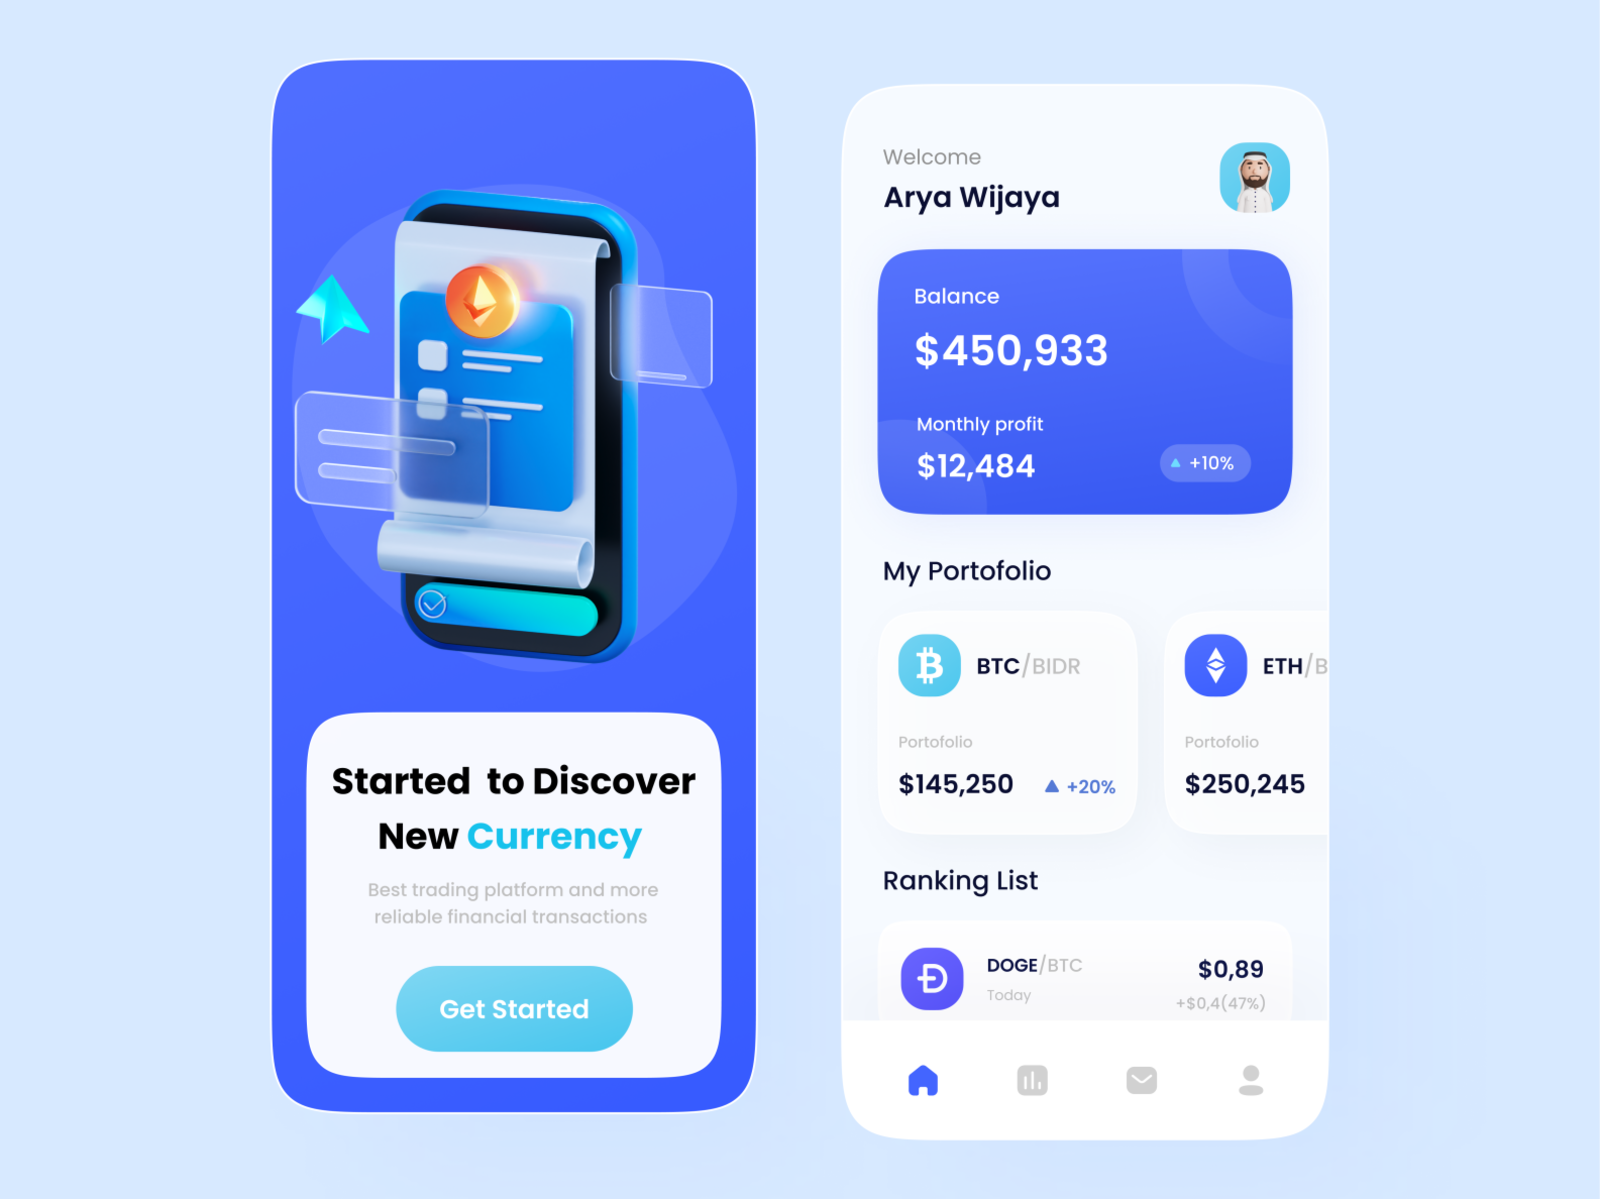 Started to Discover
New Currency
Best trading platform and more
reliable financial transactions
Get Started
Welcome
Arya Wijaya
Balance
$450,933
Monthly profit
$12,484
+10%
My Portofolio
BTC/BIDR
Portofolio
$145,250
+20%
ETH/B
Portofolio
$250,245
Ranking List
DOGE/BTC
$0,89
Today
+$0,4(47%)